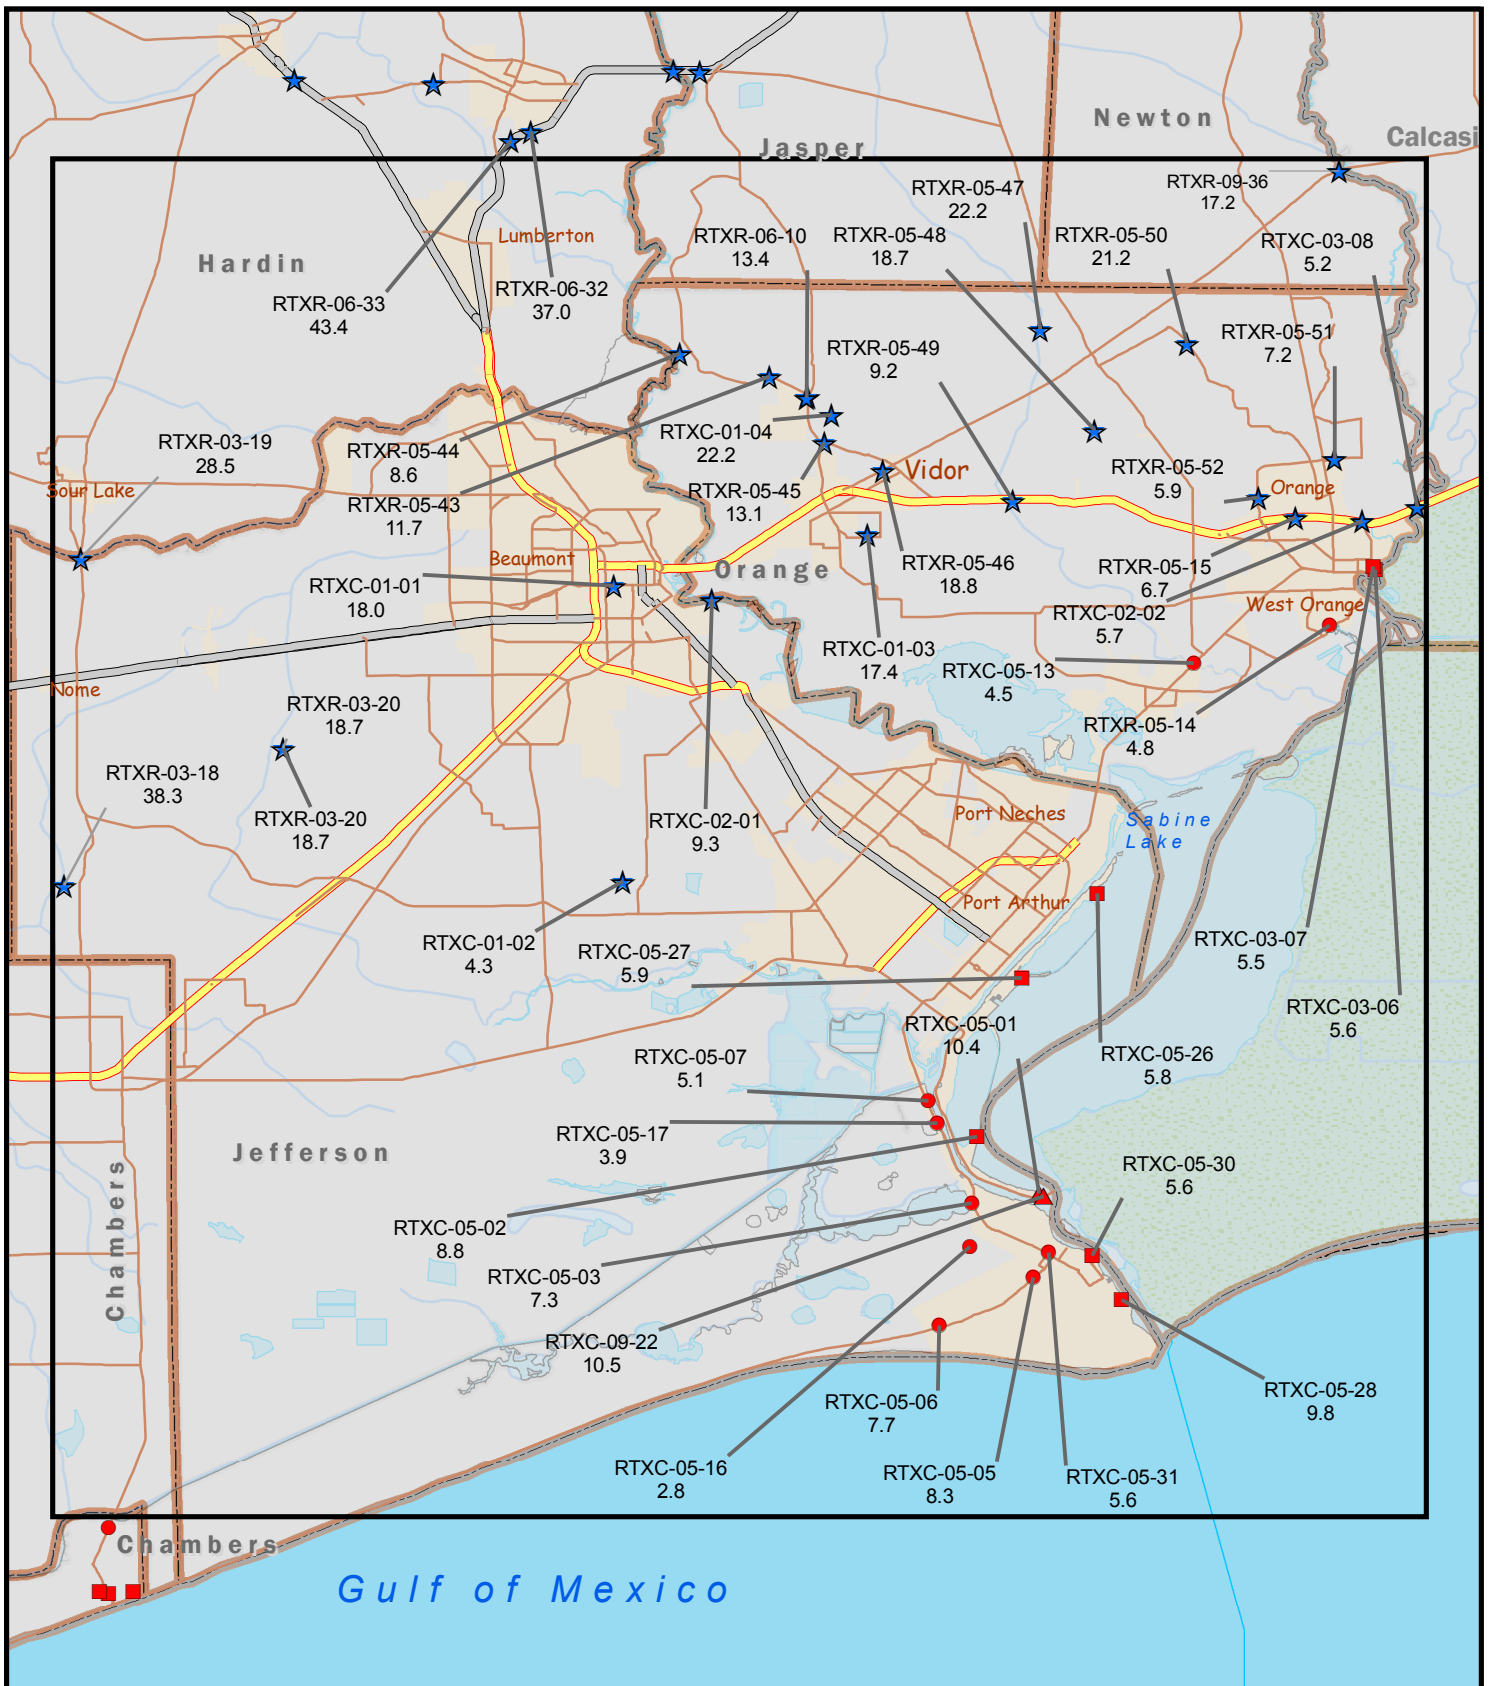 Newton
Calcasi
Jasper
RTXR-09-36
17.2
RTXR-05-47
22.2
RTXR-06-10
13.4
RTXR-05-48
18.7
RTXR-05-50
21.2
RTXC-03-08
5.2
Lumberton
Hardin
RTXR-06-33
43.4
RTXR-06-32
37.0
RTXR-05-49
9.2
RTXR-05-51
7.2
RTXR-03-19
28.5
RTXR-05-44
8.6
RTXC-01-04
22.2
Sour Lake
RTXR-05-43
11.7
RTXR-05-45
13.1
Vidor
RTXR-05-52
5.9
Orange
Beaumont
RTXC-01-01
18.0
Orange
RTXR-05-46
18.8
RTXR-05-15
6.7
RTXC-02-02
5.7
West Orange
RTXC-01-03
17.4
RTXC-05-13
4.5
Nome
RTXR-03-20
18.7
RTXR-05-14
4.8
RTXR-03-18
38.3
RTXR-03-20
18.7
RTXC-02-01
9.3
Port Neches
Sabine
Lake
Port Arthur
RTXC-01-02
4.3
RTXC-05-27
5.9
RTXC-03-07
5.5
RTXC-03-06
5.6
RTXC-05-01
10.4
RTXC-05-07
5.1
RTXC-05-26
5.8
RTXC-05-17
3.9
Jefferson
Chambers
RTXC-05-30
5.6
RTXC-05-02
8.8
RTXC-05-03
7.3
RTXC-09-22
10.5
RTXC-05-06
7.7
RTXC-05-28
9.8
RTXC-05-16
2.8
RTXC-05-05
8.3
RTXC-05-31
5.6
Chambers
Gulf of Mexico